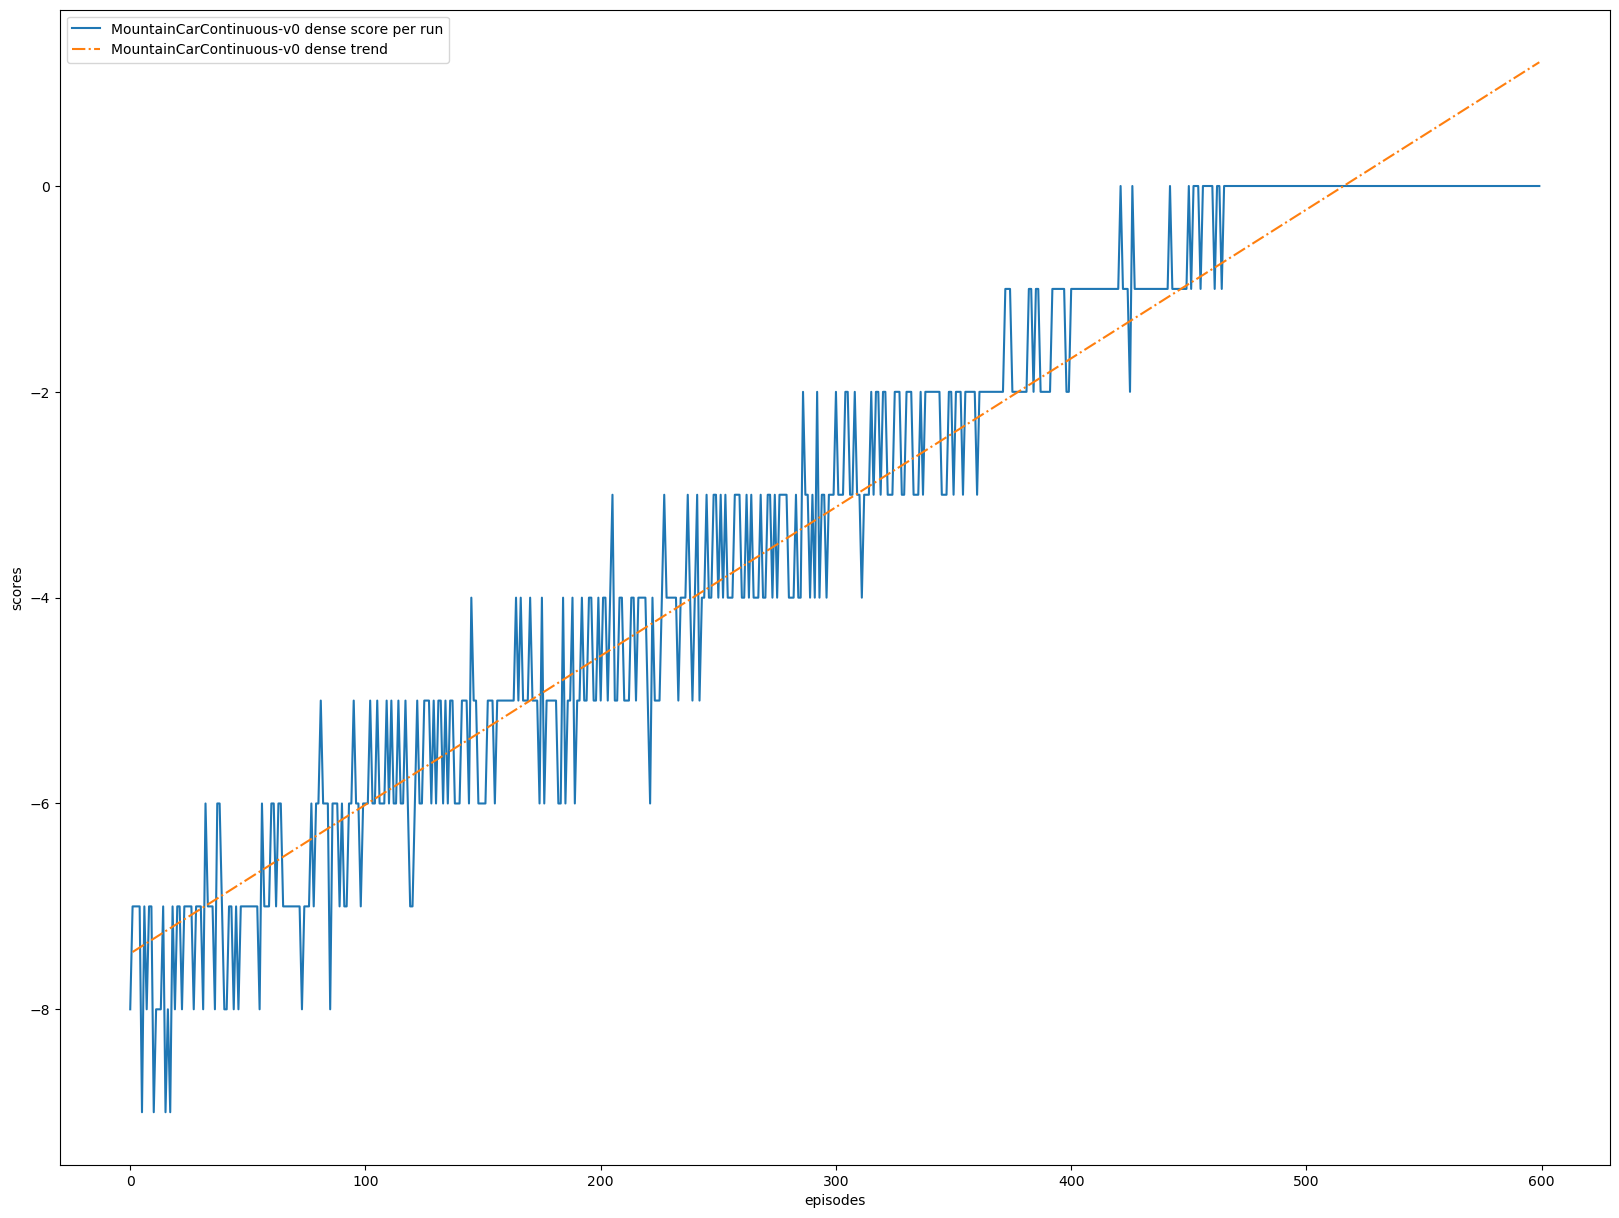 MountainCarContinuous-v0 dense score per run
MountainCarContinuous-v0 dense trend
scores
0
−2
−4
−6
−8
0 100 200 300 400 500 600
episodes